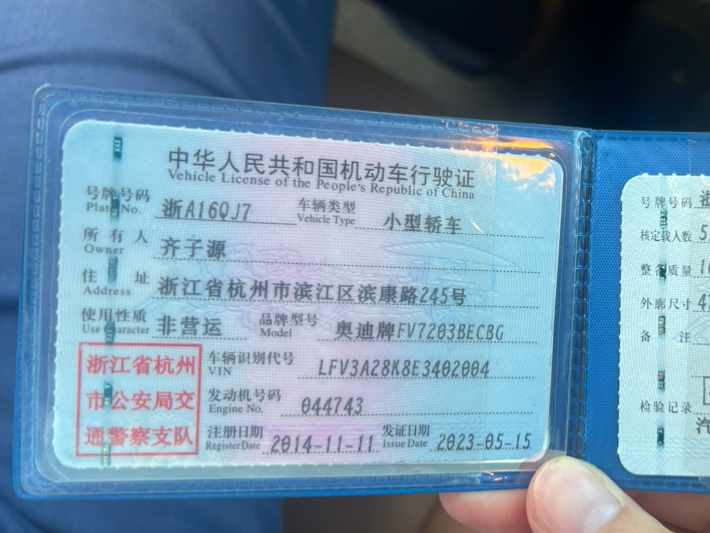 中华人民共和国机动车行驶证
Vehicle License of the People's Republic of China
号牌号码 浙A16QJ7 车辆类型 小型轿车
Plate No. Vehicle Type
所有人 齐子源
Owner
住址 浙江省杭州市滨江区滨康路245号
Address
使用性质 非营运 品牌型号 奥迪牌FV7203BECBG
Use Character Model
浙江省杭州
市公安局交
通警察支队
车辆识别代号 LFV3A28K8E3402004
VIN
发动机号码 044743
Engine No.
注册日期 2014-11-11 发证日期 2023-05-15
Register Date Issue Date
号牌号码 浙
核定载人数 5
整备质量
外廓尺寸
备注
检验记录